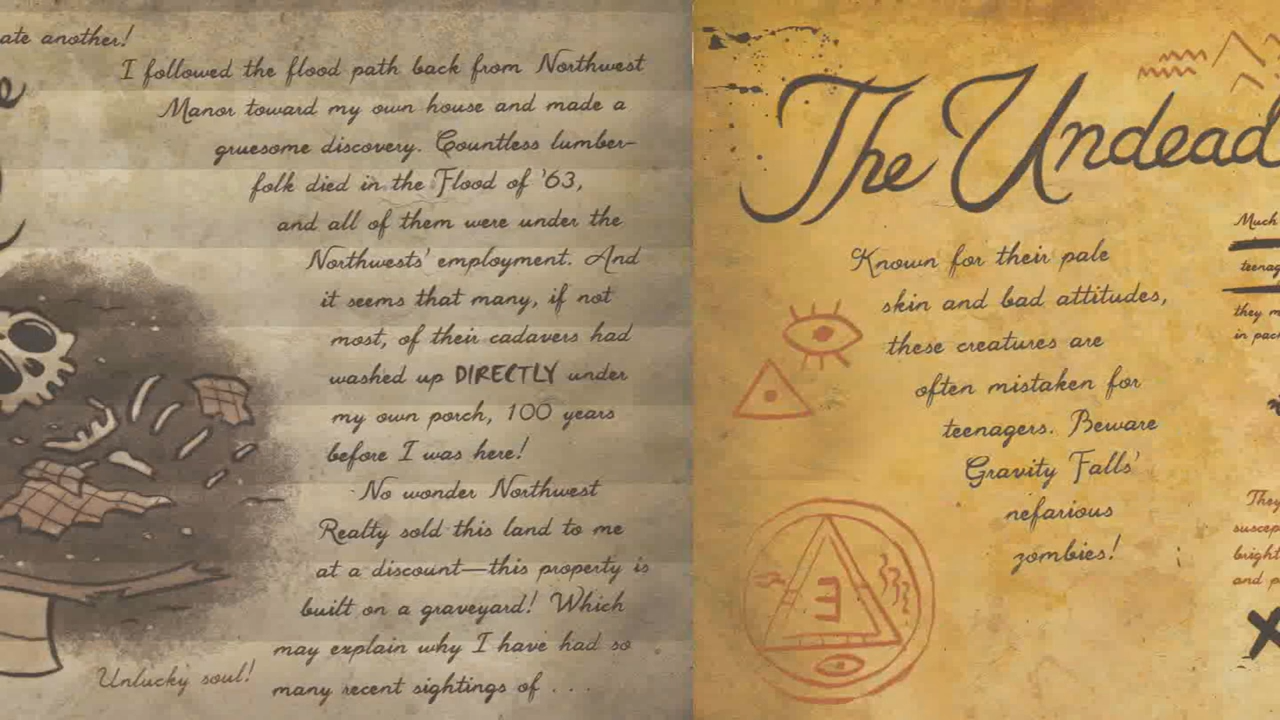 ate another!
I followed the flood path back from Northwest
Manor toward my own house and made a
gruesome discovery. Countless lumber-
folk died in the Flood of '63,
and all of them were under the
Northwests' employment. And
it seems that many, if not
most, of their cadavers had
washed up DIRECTLY under
my own porch, 100 years
before I was here!
No wonder Northwest
Realty sold this land to me
at a discount—this property is
built on a graveyard! Which
may explain why I have had so
many recent sightings of . . .
Unlucky soul!
The Undead
Known for their pale
skin and bad attitudes,
these creatures are
often mistaken for
teenagers. Beware
Gravity Falls'
nefarious
zombies!
Much
teenag
they m
in pac
They
suscep
bright
and p